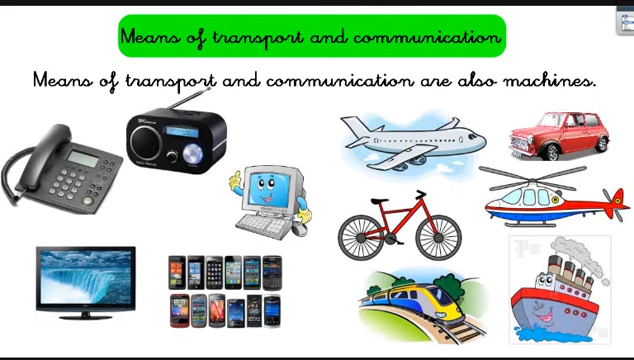 Means of transport and communication
Means of transport and communication are also machines.